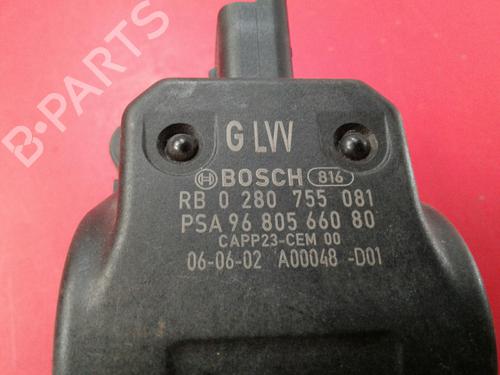 B-PARTS
G LW
BOSCH 816
RB 0 280 755 081
PSA 96 805 660 80
CAPP23-CEM 00
06-06-02 A00048 -D01